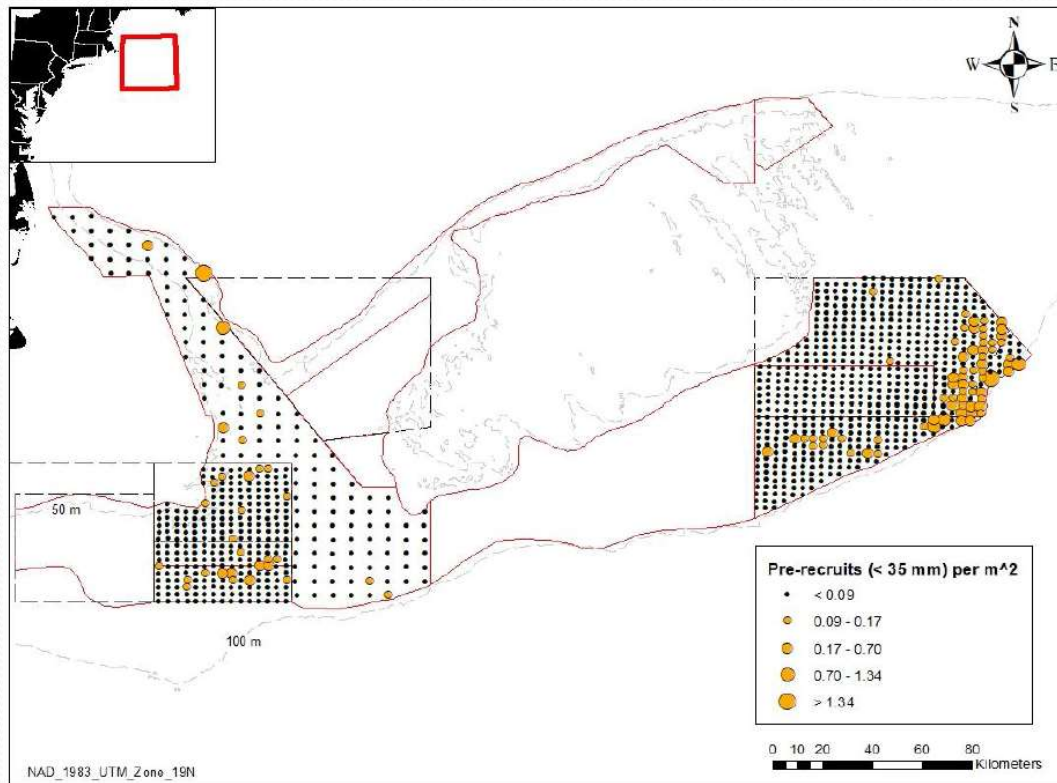 N
W E
S
50 m
100 m
Pre-recruits (< 35 mm) per m^2
< 0.09
0.09 - 0.17
0.17 - 0.70
0.70 - 1.34
> 1.34
0 10 20 40 60 80
Kilometers
NAD_1983_UTM_Zone_19N